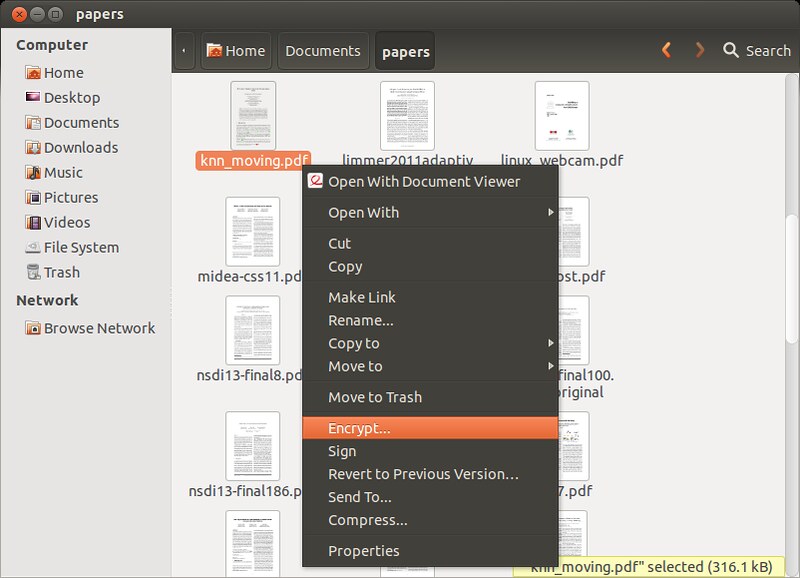 papers
Computer
Home
Desktop
Documents
Downloads
Music
Pictures
Videos
File System
Trash
Network
Browse Network
Home
Documents
papers
Search
knn_moving.pdf
limmer2011adaptiv
linux_webcam.pdf
midea-css11.pd
ost.pdf
nsdi13-final8.pd
final100.
original
nsdi13-final186.p
7.pdf
Open With Document Viewer
Open With
Cut
Copy
Make Link
Rename...
Copy to
Move to
Move to Trash
Encrypt...
Sign
Revert to Previous Version...
Send To...
Compress...
Properties
knn_moving.pdf" selected (316.1 kB)